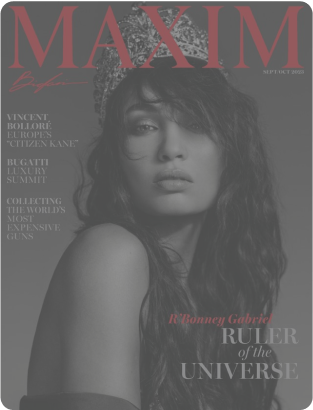 MAXIM
SEPT/OCT 2023
VINCENT
BOLLORÉ
EUROPE'S
"CITIZEN KANE"
BUGATTI
LUXURY
SUMMIT
COLLECTING
THE WORLD'S
MOST
EXPENSIVE
GUNS
R'Bonney Gabriel
RULER
of the
UNIVERSE